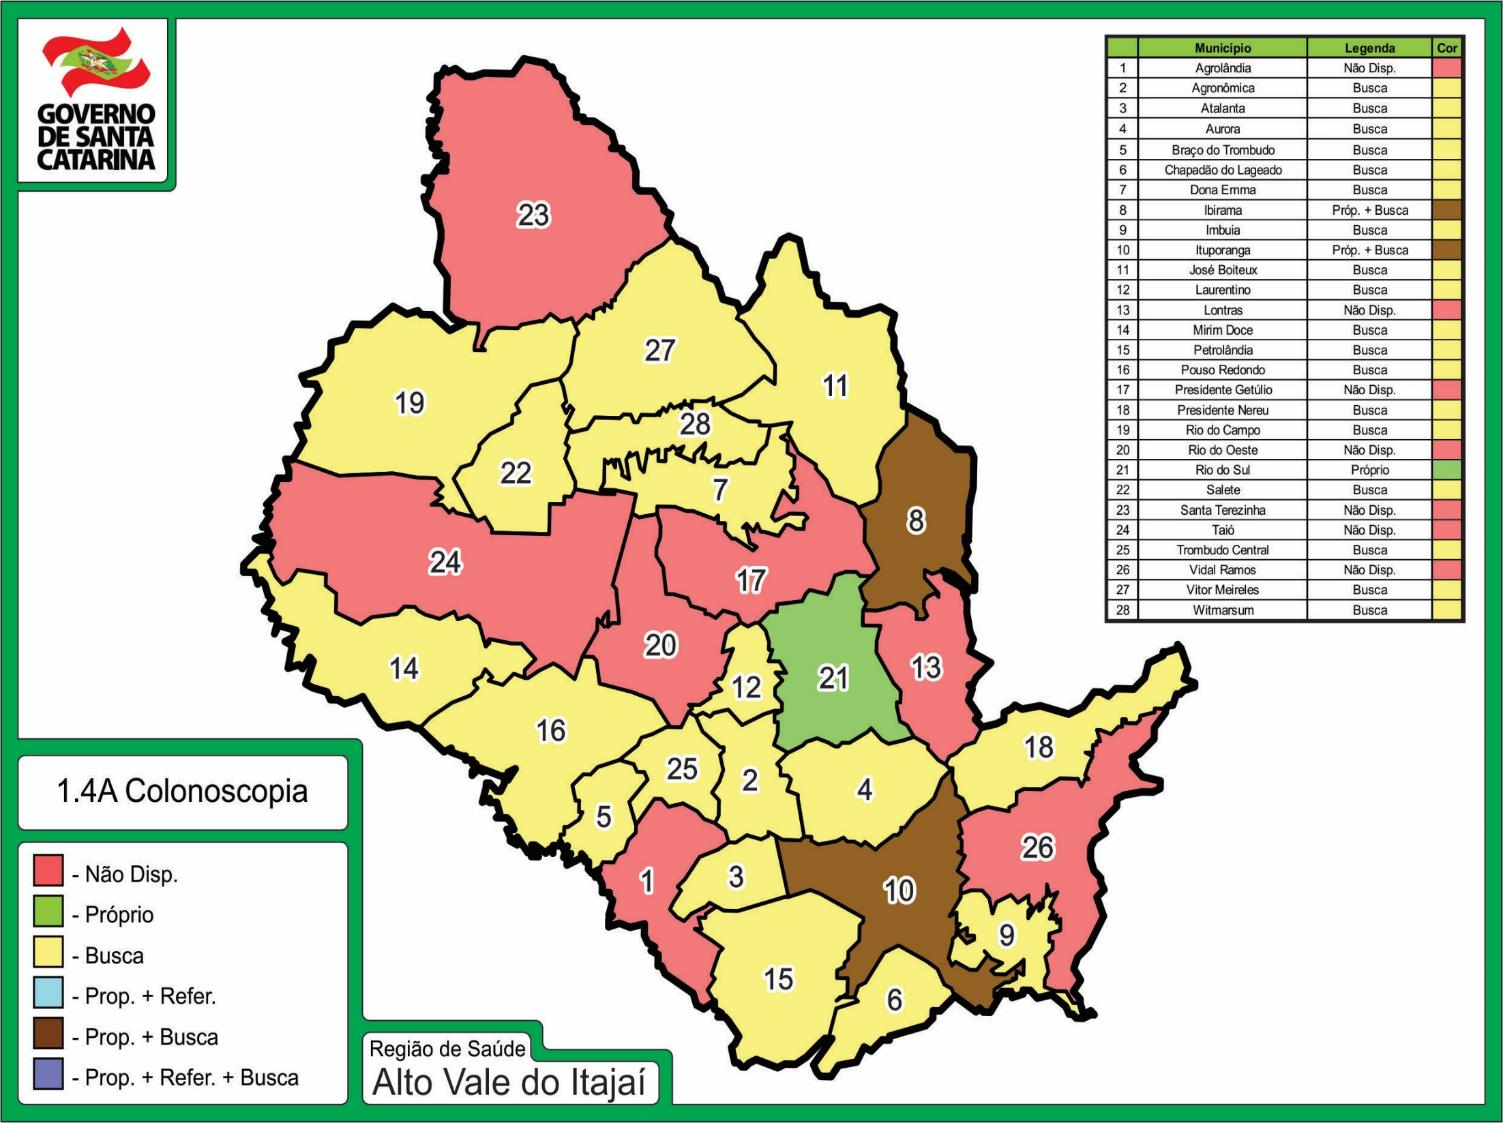 GOVERNO
DE SANTA
CATARINA
Município Legenda Cor
1 Agrolândia Não Disp.
2 Agronômica Busca
3 Atalanta Busca
4 Aurora Busca
5 Braço do Trombudo Busca
6 Chapadão do Lageado Busca
7 Dona Emma Busca
8 Ibirama Próp. + Busca
9 Imbuia Busca
10 Ituporanga Próp. + Busca
11 José Boiteux Busca
12 Laurentino Busca
13 Lontras Não Disp.
14 Mirim Doce Busca
15 Petrolândia Busca
16 Pouso Redondo Busca
17 Presidente Getúlio Não Disp.
18 Presidente Nereu Busca
19 Rio do Campo Busca
20 Rio do Oeste Não Disp.
21 Rio do Sul Próprio
22 Salete Busca
23 Santa Terezinha Não Disp.
24 Taió Não Disp.
25 Trombudo Central Busca
26 Vidal Ramos Não Disp.
27 Vitor Meireles Busca
28 Witmarsum Busca
23
27
11
19
28
22
7
8
24
17
20
14
12
21
13
16
18
25
2
4
5
26
3
1
10
9
15
6
1.4A Colonoscopia
- Não Disp.
- Próprio
- Busca
- Prop. + Refer.
- Prop. + Busca
- Prop. + Refer. + Busca
Região de Saúde
Alto Vale do Itajaí